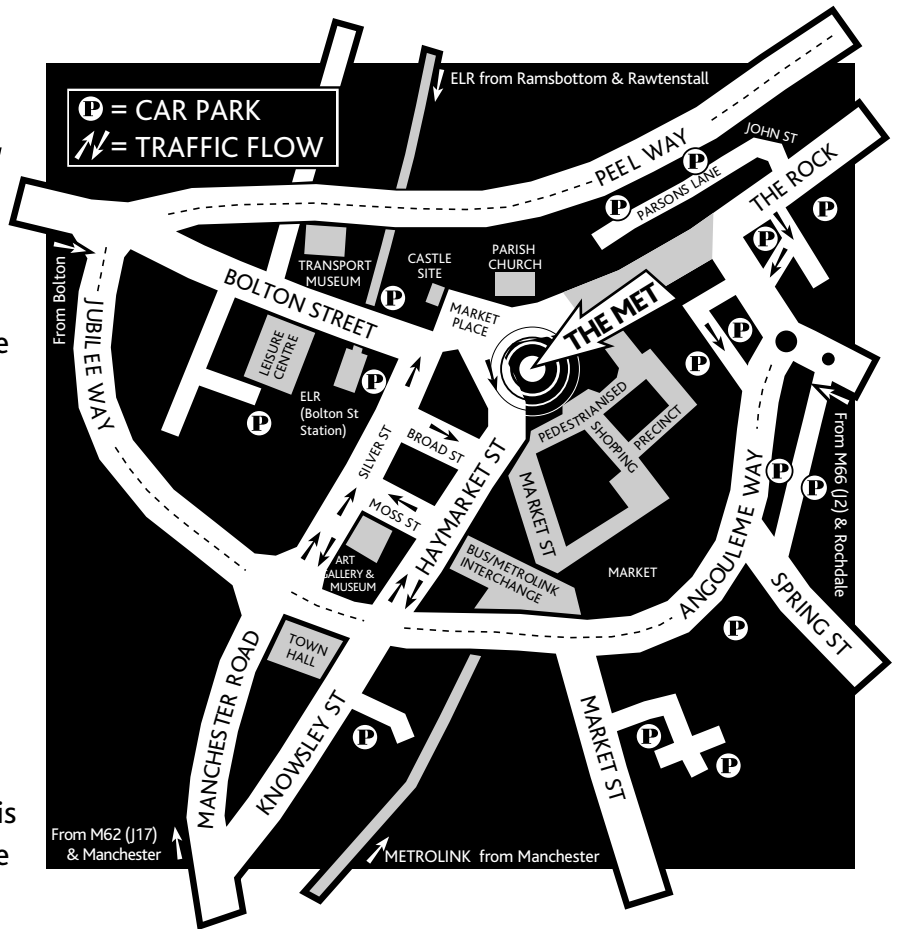 ELR from Ramsbottom & Rawtenstall
P = CAR PARK
= TRAFFIC FLOW
PEEL WAY
JOHN ST
PARSONS LANE
THE ROCK
P
P
P
P
From Bolton
JUBILEE WAY
BOLTON STREET
TRANSPORT
MUSEUM
CASTLE
SITE
PARISH
CHURCH
P
MARKET
PLACE
THE MET
P
P
LEISURE
CENTRE
ELR
(Bolton St
Station)
P
P
e
SILVER ST
BROAD ST
MOSS ST
HAYMARKET ST
PEDESTRIANISED
SHOPPING
PRECINCT
MARKET ST
From M66 (J2) & Rochdale
P
P
ANGOULEME WAY
ART
GALLERY &
MUSEUM
BUS/METROLINK
INTERCHANGE
MARKET
SPRING ST
P
TOWN
HALL
MANCHESTER ROAD
KNOWSLEY ST
P
MARKET ST
P
P
is
e
From M62 (J17)
& Manchester
METROLINK from Manchester